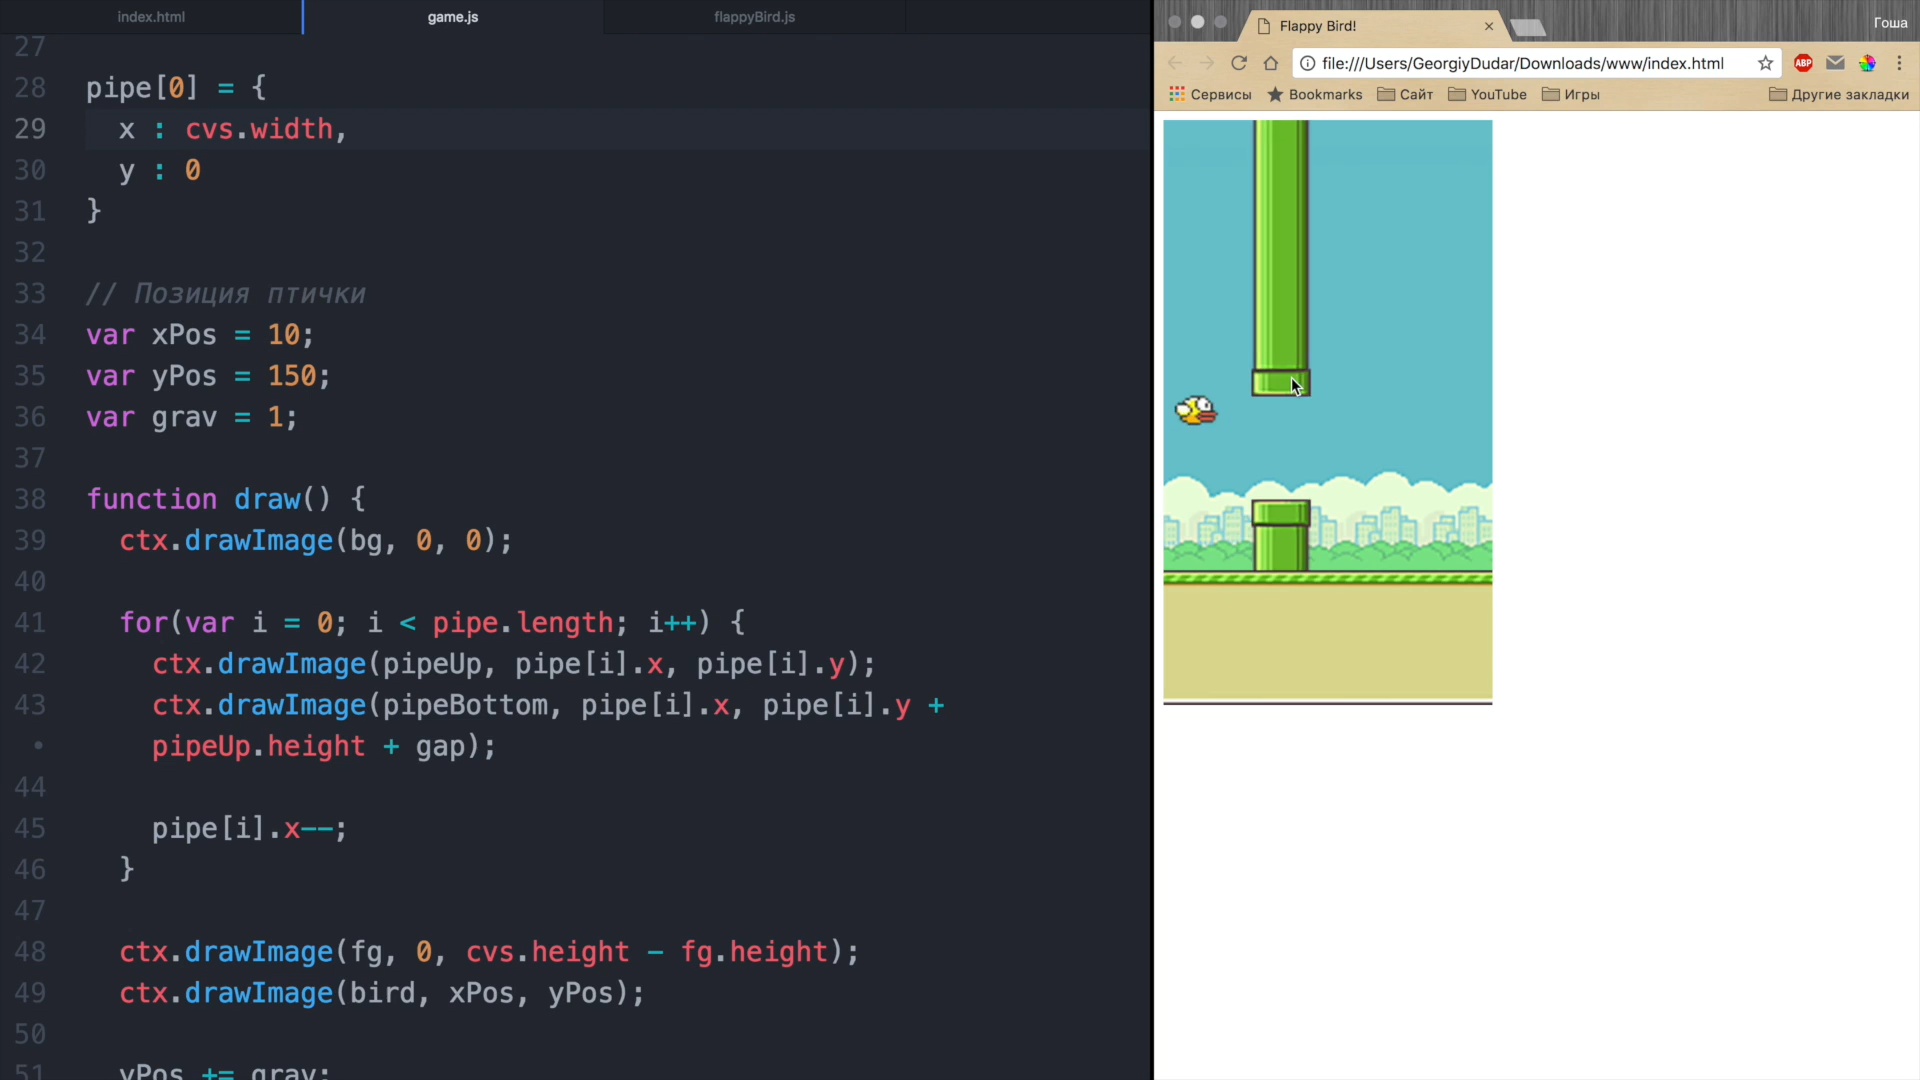 index.html
game.js
flappyBird.js
27
28 pipe[0] = {
29 x : cvs.width,
30 y : 0
31 }
32
33 // Позиция птички
34 var xPos = 10;
35 var yPos = 150;
36 var grav = 1;
37
38 function draw() {
39 ctx.drawImage(bg, 0, 0);
40
41 for(var i = 0; i < pipe.length; i++) {
42 ctx.drawImage(pipeUp, pipe[i].x, pipe[i].y);
43 ctx.drawImage(pipeBottom, pipe[i].x, pipe[i].y +
• pipeUp.height + gap);
44
45 pipe[i].x--;
46 }
47
48 ctx.drawImage(fg, 0, cvs.height - fg.height);
49 ctx.drawImage(bird, xPos, yPos);
50
51 yPos += grav;
Flappy Bird!
Гоша
file:///Users/GeorgiyDudar/Downloads/www/index.html
ABP
Сервисы Bookmarks Сайт YouTube Игры Другие закладки